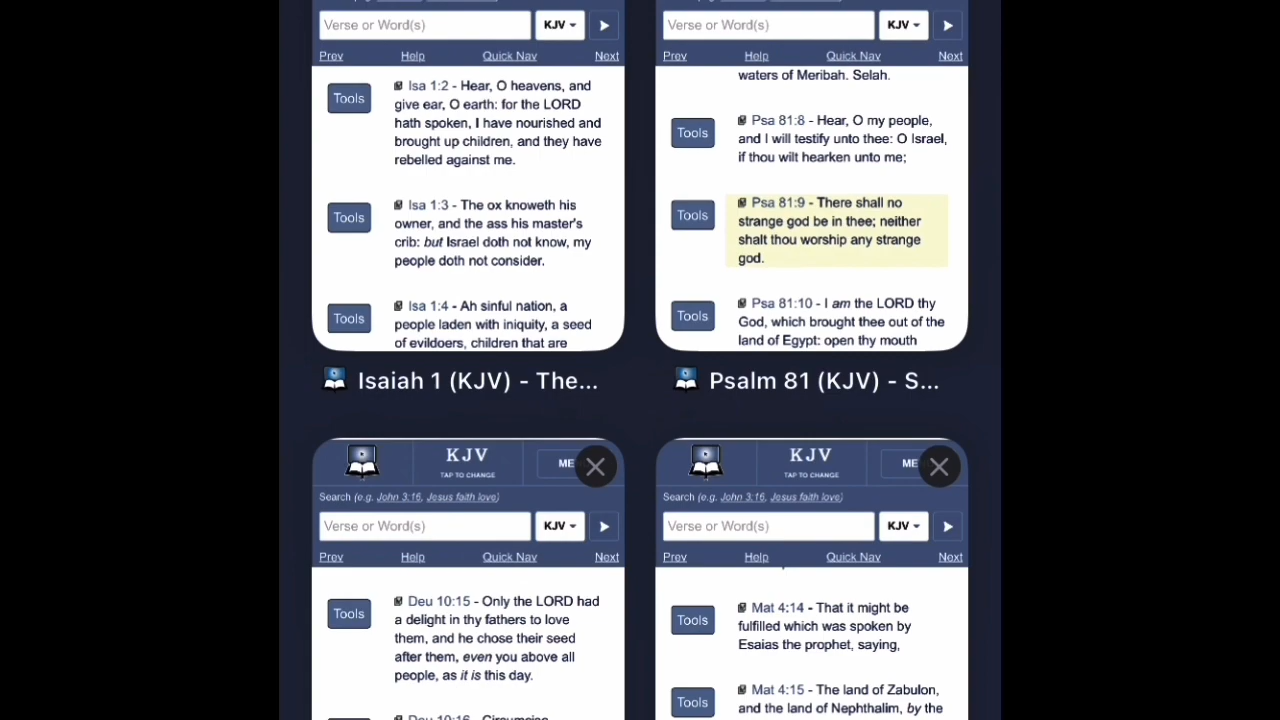 Verse or Word(s)
KJV
Prev Help Quick Nav Next
Tools
Isa 1:2 - Hear, O heavens, and
give ear, O earth: for the LORD
hath spoken, I have nourished and
brought up children, and they have
rebelled against me.
Tools
Isa 1:3 - The ox knoweth his
owner, and the ass his master's
crib: but Israel doth not know, my
people doth not consider.
Tools
Isa 1:4 - Ah sinful nation, a
people laden with iniquity, a seed
of evildoers, children that are
Isaiah 1 (KJV) - The...
Verse or Word(s)
KJV
Prev Help Quick Nav Next
waters of Meribah. Selah.
Tools
Psa 81:8 - Hear, O my people,
and I will testify unto thee: O Israel,
if thou wilt hearken unto me;
Tools
Psa 81:9 - There shall no
strange god be in thee; neither
shalt thou worship any strange
god.
Tools
Psa 81:10 - I am the LORD thy
God, which brought thee out of the
land of Egypt: open thy mouth
Psalm 81 (KJV) - S...
KJV
TAP TO CHANGE
ME
Search (e.g. John 3:16, Jesus faith love)
Verse or Word(s)
KJV
Prev Help Quick Nav Next
Tools
Deu 10:15 - Only the LORD had
a delight in thy fathers to love
them, and he chose their seed
after them, even you above all
people, as it is this day.
Deu 10:16 - Circumcise
KJV
TAP TO CHANGE
ME
Search (e.g. John 3:16, Jesus faith love)
Verse or Word(s)
KJV
Prev Help Quick Nav Next
Tools
Mat 4:14 - That it might be
fulfilled which was spoken by
Esaias the prophet, saying,
Tools
Mat 4:15 - The land of Zabulon,
and the land of Nephthalim, by the